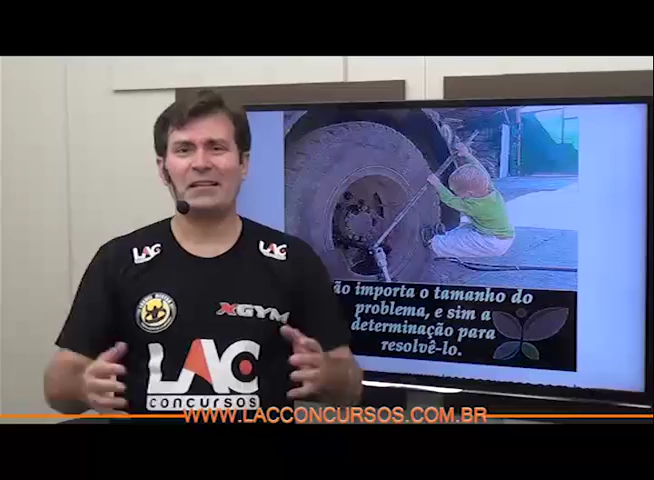 LAC
LAC
XGYM
LAC
CONCURSOS
ão importa o tamanho do
problema, e sim a
determinação para
resolvê-lo.
WWW.LACCONCURSOS.COM.BR